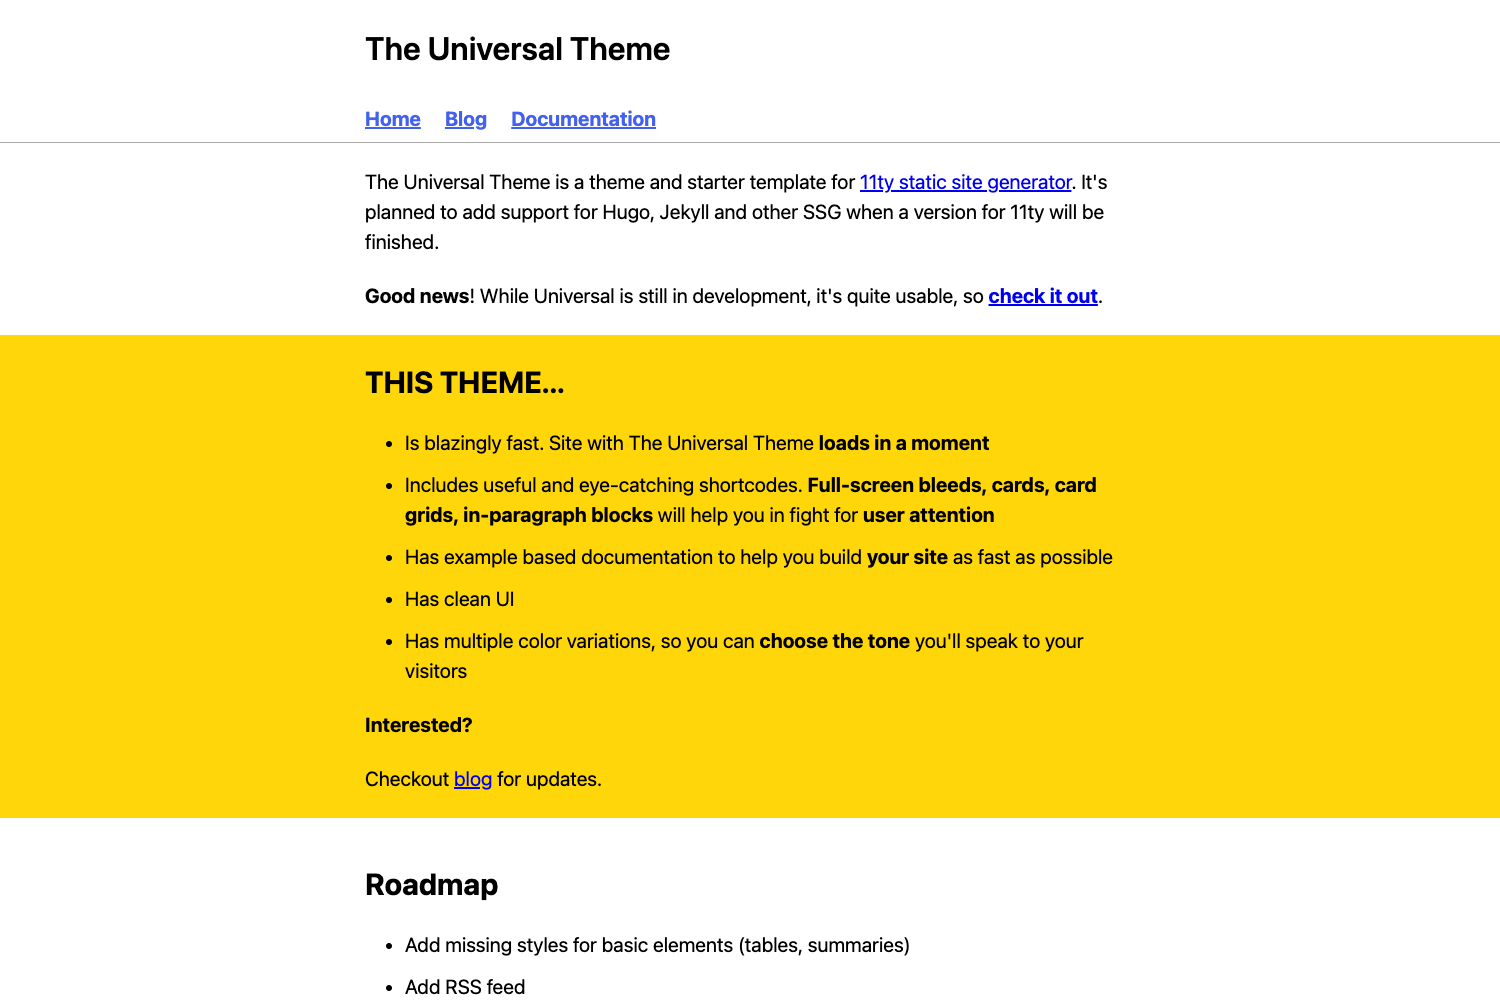 The Universal Theme
Home Blog Documentation
The Universal Theme is a theme and starter template for 11ty static site generator. It's
planned to add support for Hugo, Jekyll and other SSG when a version for 11ty will be
finished.
Good news! While Universal is still in development, it's quite usable, so check it out.
THIS THEME...
• Is blazingly fast. Site with The Universal Theme loads in a moment
• Includes useful and eye-catching shortcodes. Full-screen bleeds, cards, card
grids, in-paragraph blocks will help you in fight for user attention
• Has example based documentation to help you build your site as fast as possible
• Has clean UI
• Has multiple color variations, so you can choose the tone you'll speak to your
visitors
Interested?
Checkout blog for updates.
Roadmap
• Add missing styles for basic elements (tables, summaries)
• Add RSS feed